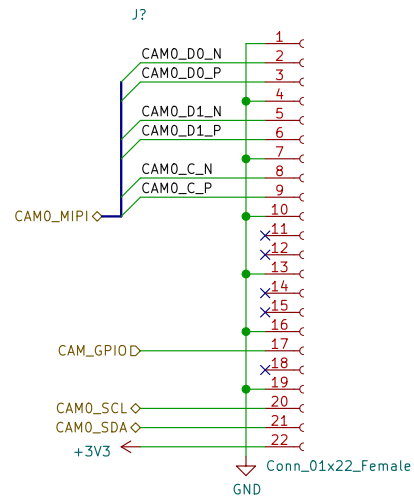 J?
1
CAM0_D0_N 2
CAM0_D0_P 3
4
CAM0_D1_N 5
CAM0_D1_P 6
7
CAM0_C_N 8
CAM0_C_P 9
CAM0_MIPI 10
11
12
13
14
15
16
CAM_GPIO 17
18
19
CAM0_SCL 20
CAM0_SDA 21
+3V3 22
Conn_01x22_Female
GND